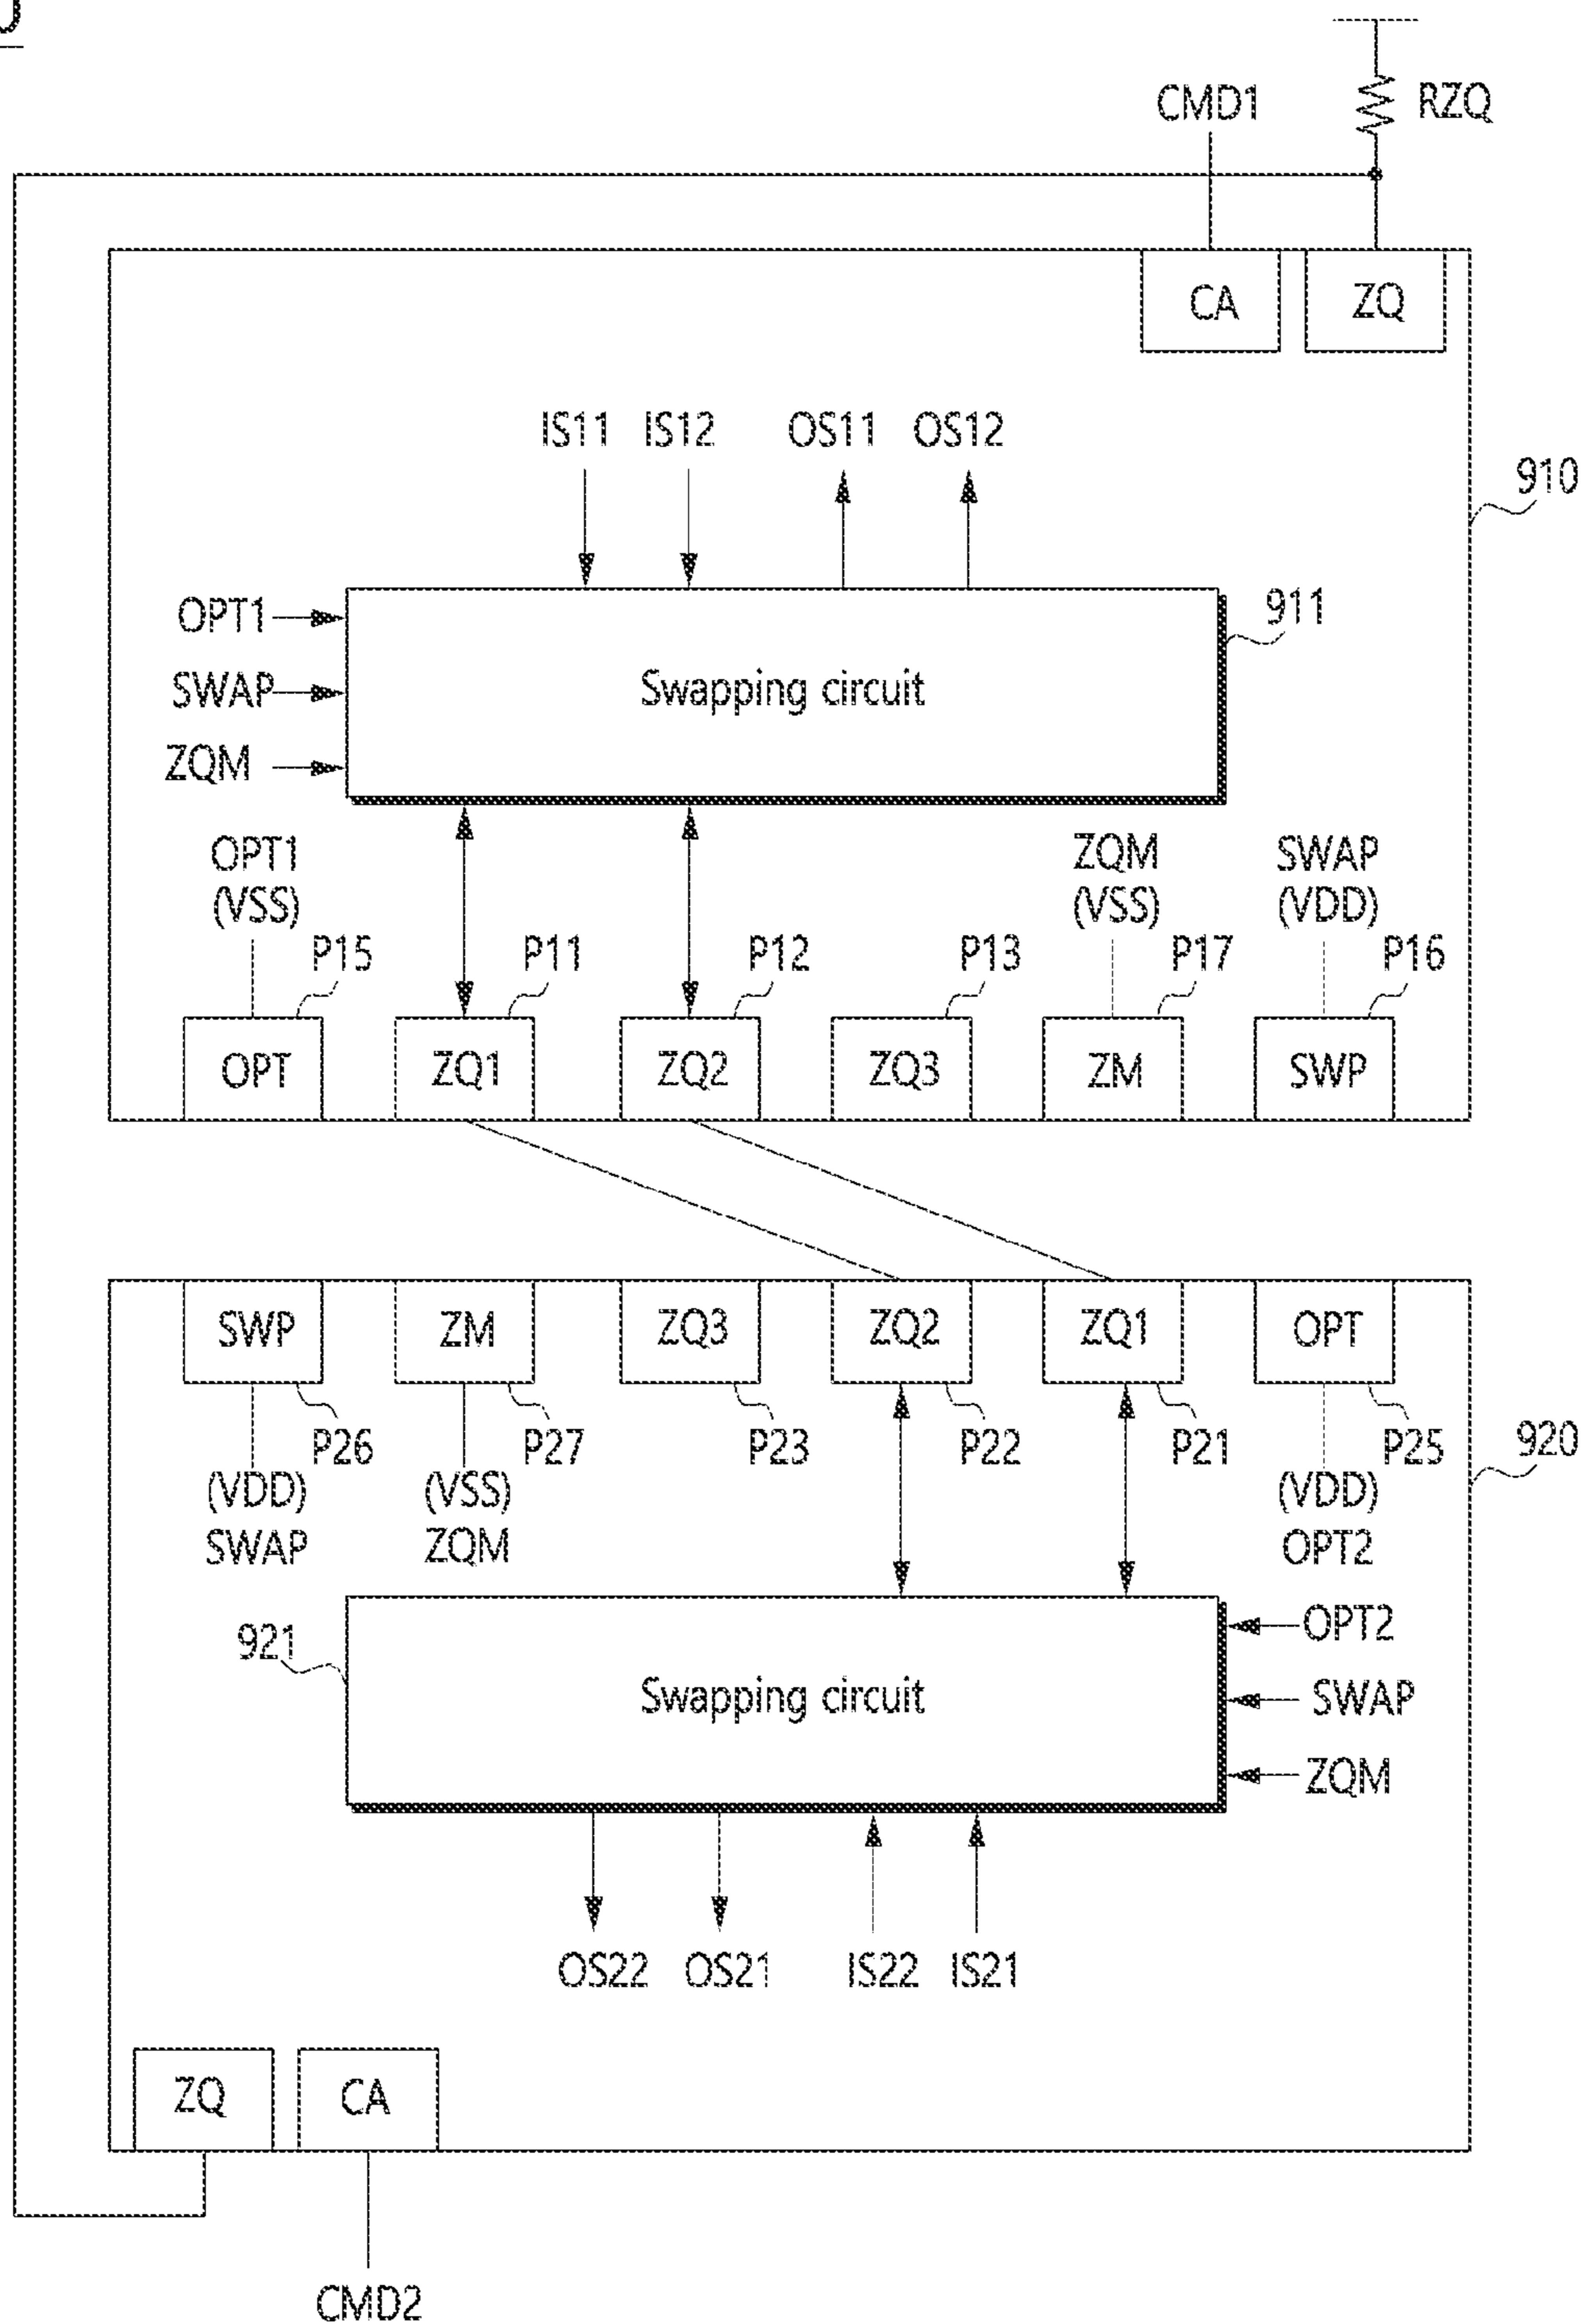 CMD1 RZQ
CA ZQ
IS11 IS12 OS11 OS12
910
OPT1
911
SWAP
Swapping circuit
ZQM
OPT1 ZQM SWAP
(VSS) (VSS) (VDD)
P15 P11 P12 P13 P17 P16
OPT ZQ1 ZQ2 ZQ3 ZM SWP
SWP ZM ZQ3 ZQ2 ZQ1 OPT
P26 P27 P23 P22 P21 P25
920
(VDD) (VSS) (VDD)
SWAP ZQM OPT2
OPT2
921
Swapping circuit
SWAP
ZQM
OS22 OS21 IS22 IS21
ZQ CA
CMD2